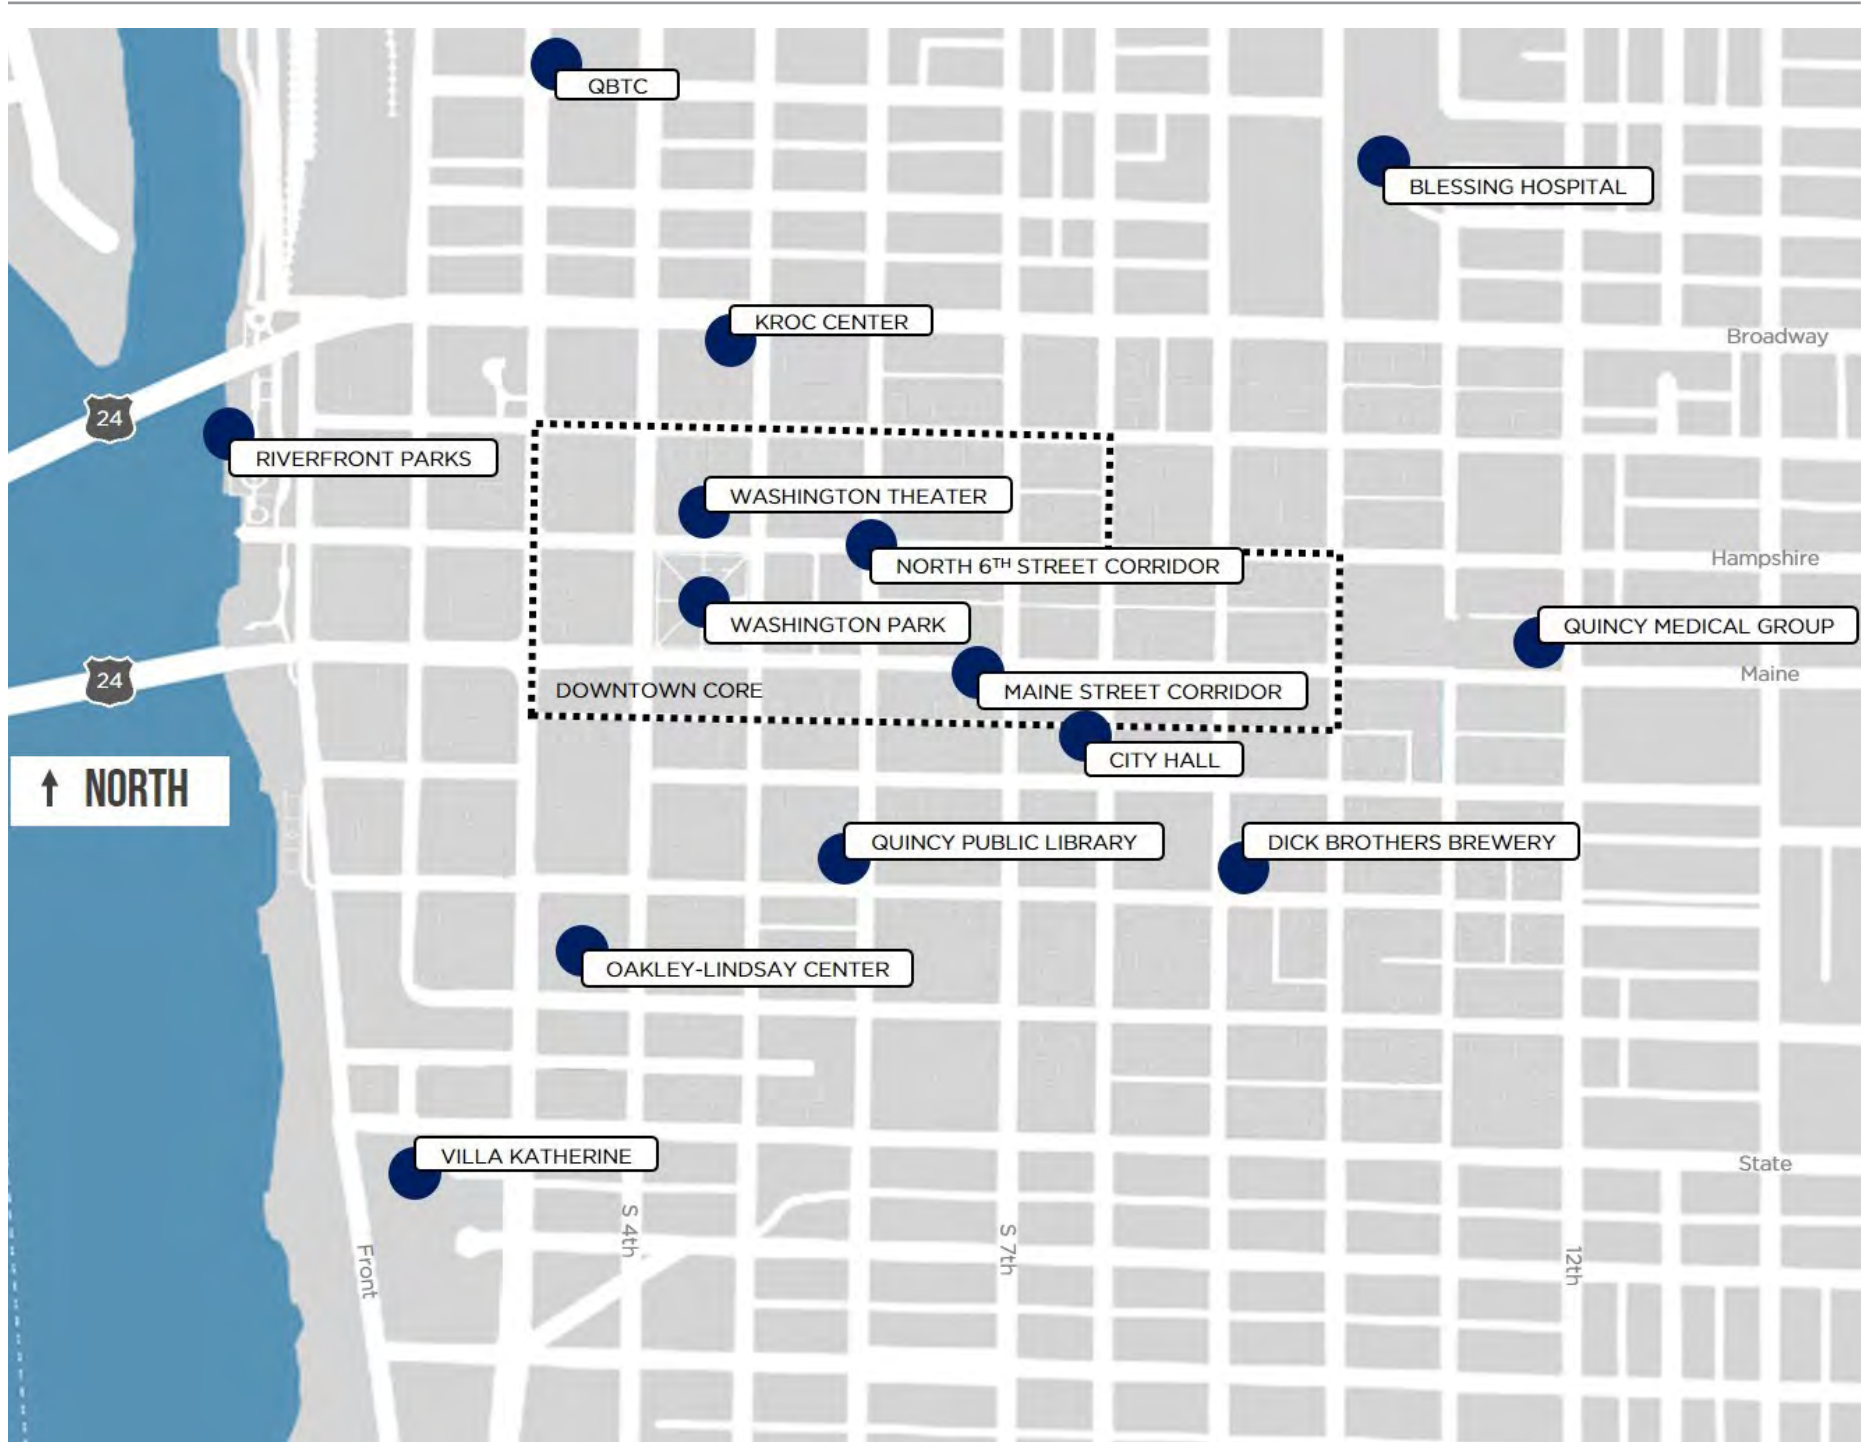 QBTC
BLESSING HOSPITAL
KROC CENTER
Broadway
24
RIVERFRONT PARKS
WASHINGTON THEATER
NORTH 6TH STREET CORRIDOR
Hampshire
WASHINGTON PARK
QUINCY MEDICAL GROUP
24
DOWNTOWN CORE
MAINE STREET CORRIDOR
Maine
CITY HALL
NORTH
QUINCY PUBLIC LIBRARY
DICK BROTHERS BREWERY
OAKLEY-LINDSAY CENTER
VILLA KATHERINE
State
Front
S 4th
S 7th
12th